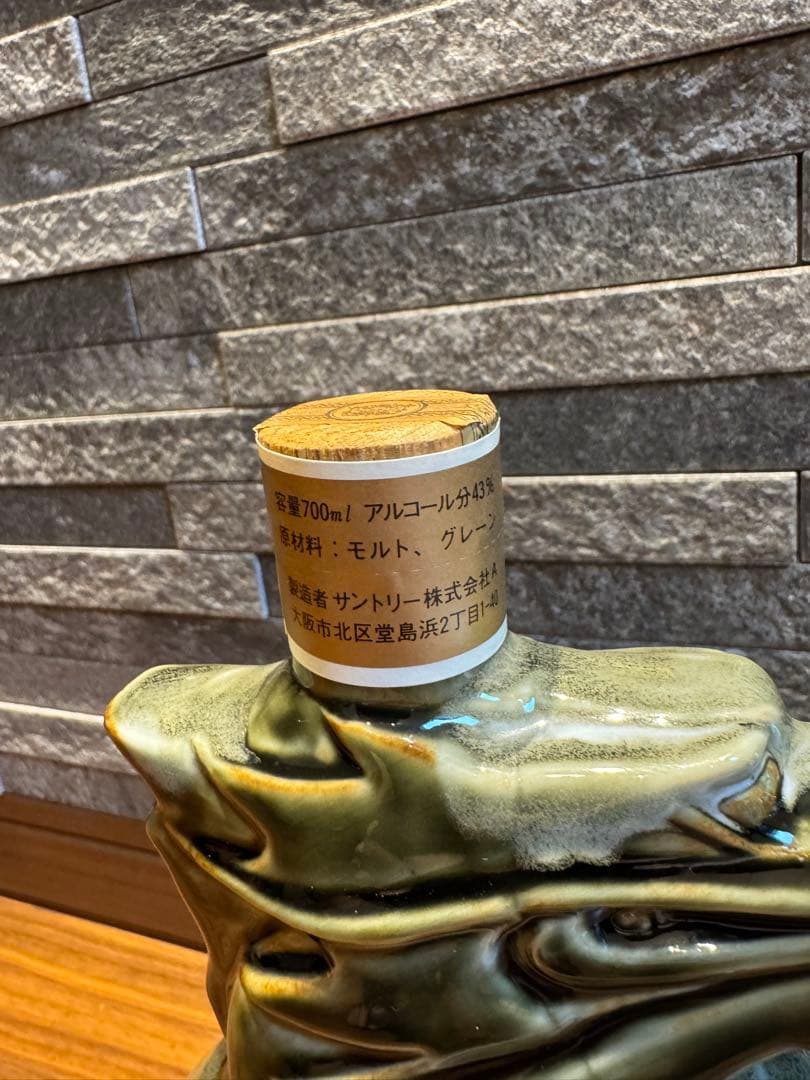 容量700ml アルコール分43%
原材料：モルト、グレーン
製造者 サントリー株式会社A
大阪市北区堂島浜2丁目1-40